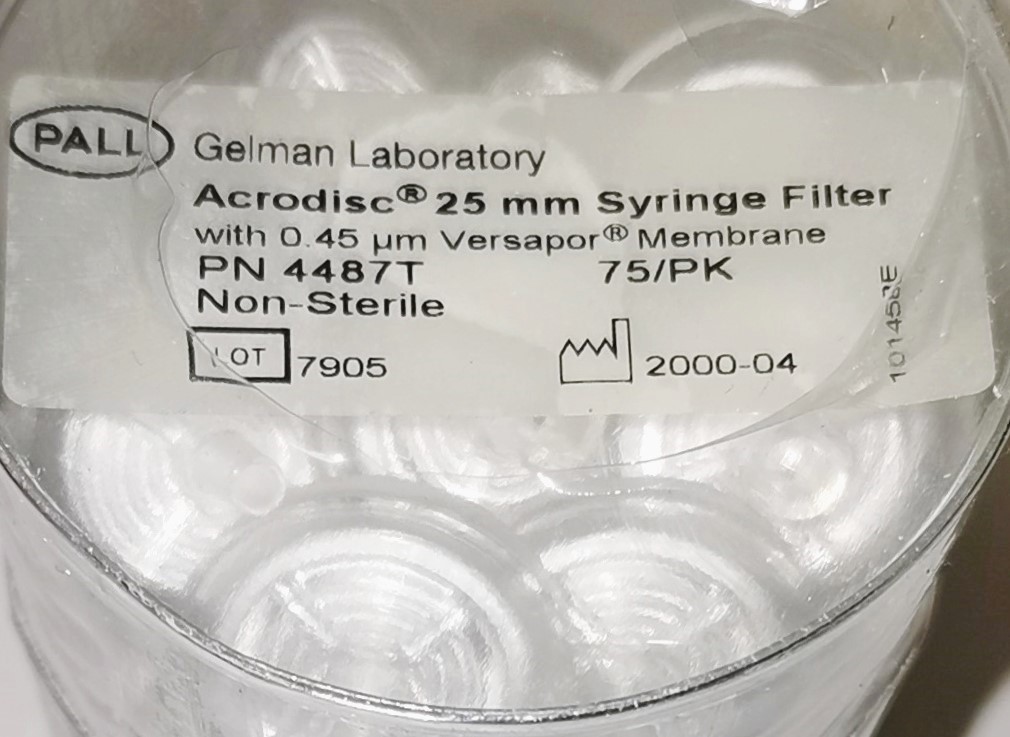 PALL
Gelman Laboratory
Acrodisc® 25 mm Syringe Filter
with 0.45 µm Versapor® Membrane
PN 4487T 75/PK
Non-Sterile
LOT 7905 2000-04